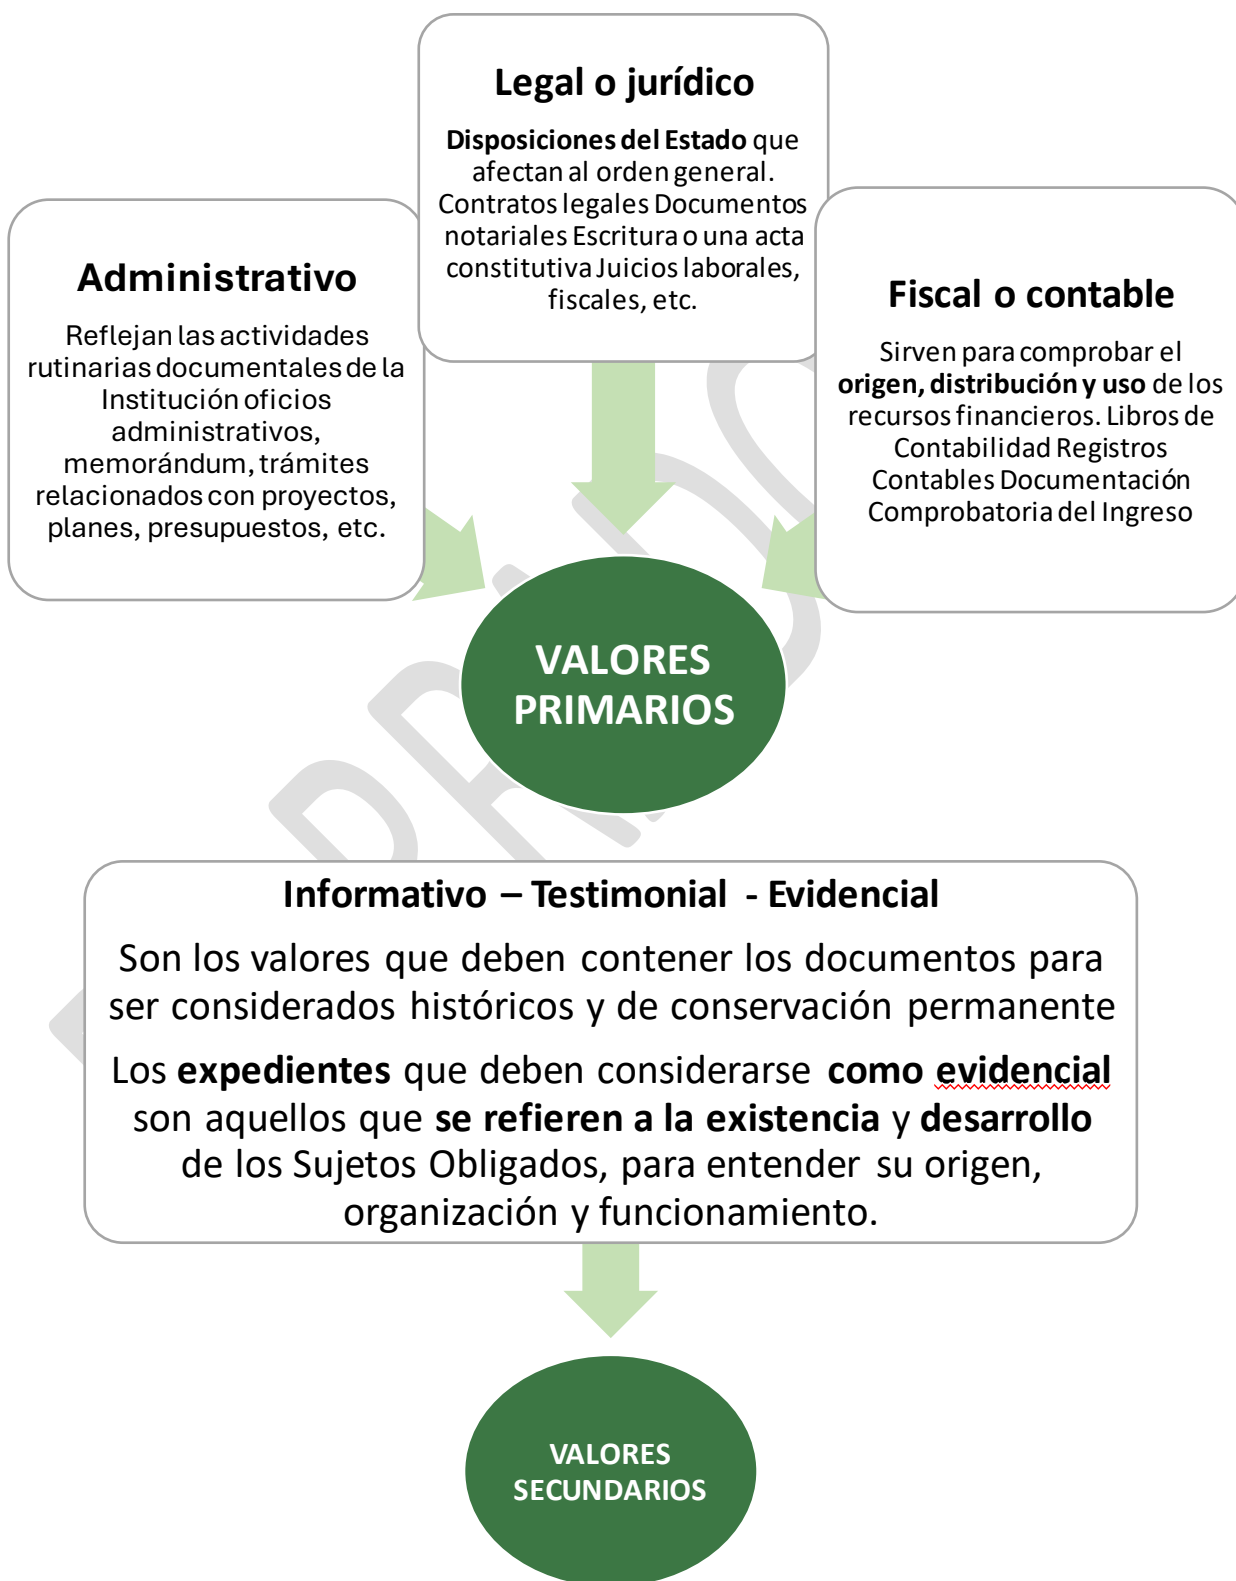 Legal o jurídico
Disposiciones del Estado que
afectan al orden general.
Contratos legales Documentos
notariales Escritura o una acta
constitutiva Juicios laborales,
fiscales, etc.
Administrativo
Reflejan las actividades
rutinarias documentales de la
Institución oficios
administrativos,
memorándum, trámites
relacionados con proyectos,
planes, presupuestos, etc.
Fiscal o contable
Sirven para comprobar el
origen, distribución y uso de los
recursos financieros. Libros de
Contabilidad Registros
Contables Documentación
Comprobatoria del Ingreso
VALORES
PRIMARIOS
Informativo – Testimonial - Evidencial
Son los valores que deben contener los documentos para
ser considerados históricos y de conservación permanente
Los expedientes que deben considerarse como evidencial
son aquellos que se refieren a la existencia y desarrollo
de los Sujetos Obligados, para entender su origen,
organización y funcionamiento.
VALORES
SECUNDARIOS